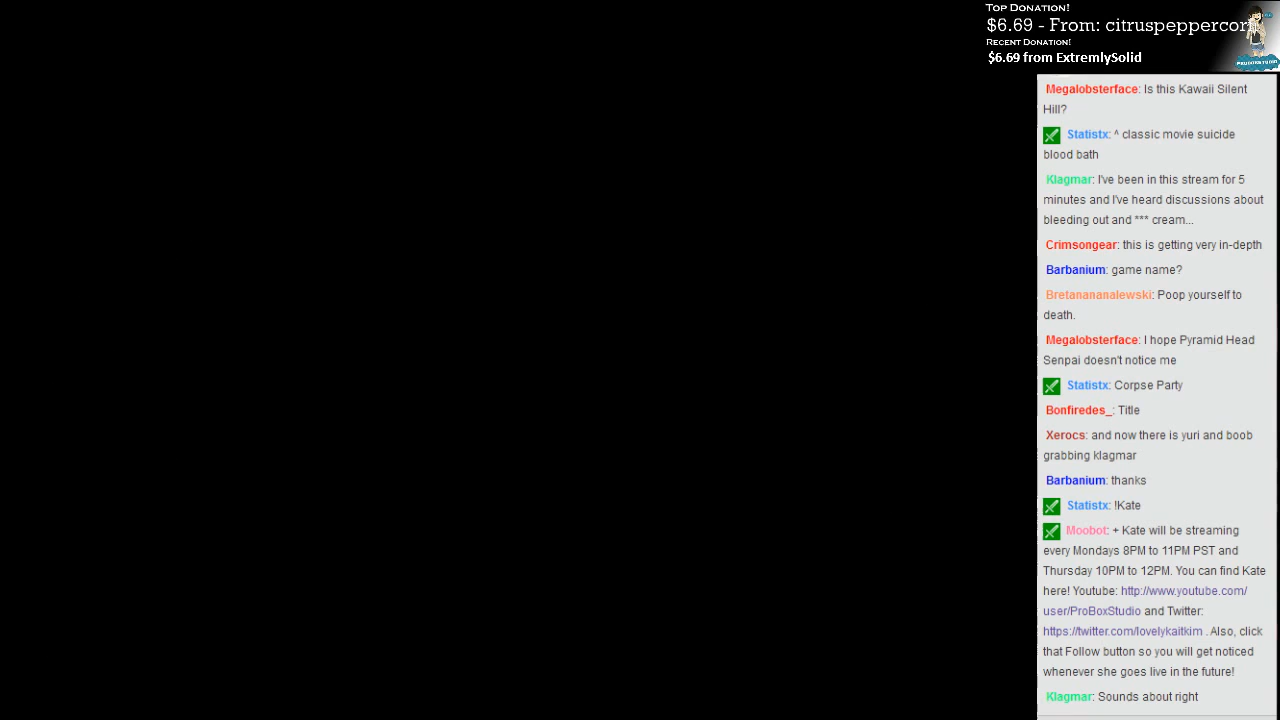 Top Donation!
$6.69 - From: citruspeppercor
Recent Donation!
$6.69 from ExtremlySolid
Megalobsterface: Is this Kawaii Silent
Hill?
Statistx: ^ classic movie suicide
blood bath
Klagmar: I've been in this stream for 5
minutes and I've heard discussions about
bleeding out and *** cream...
Crimsongear: this is getting very in-depth
Barbanium: game name?
Bretanananalewski: Poop yourself to
death.
Megalobsterface: I hope Pyramid Head
Senpai doesn't notice me
Statistx: Corpse Party
Bonfiredes_: Title
Xerocs: and now there is yuri and boob
grabbing klagmar
Barbanium: thanks
Statistx: !Kate
Moobot: + Kate will be streaming
every Mondays 8PM to 11PM PST and
Thursday 10PM to 12PM. You can find Kate
here! Youtube: http://www.youtube.com/
user/ProBoxStudio and Twitter:
https://twitter.com/lovelykaitkim . Also, click
that Follow button so you will get noticed
whenever she goes live in the future!
Klagmar: Sounds about right